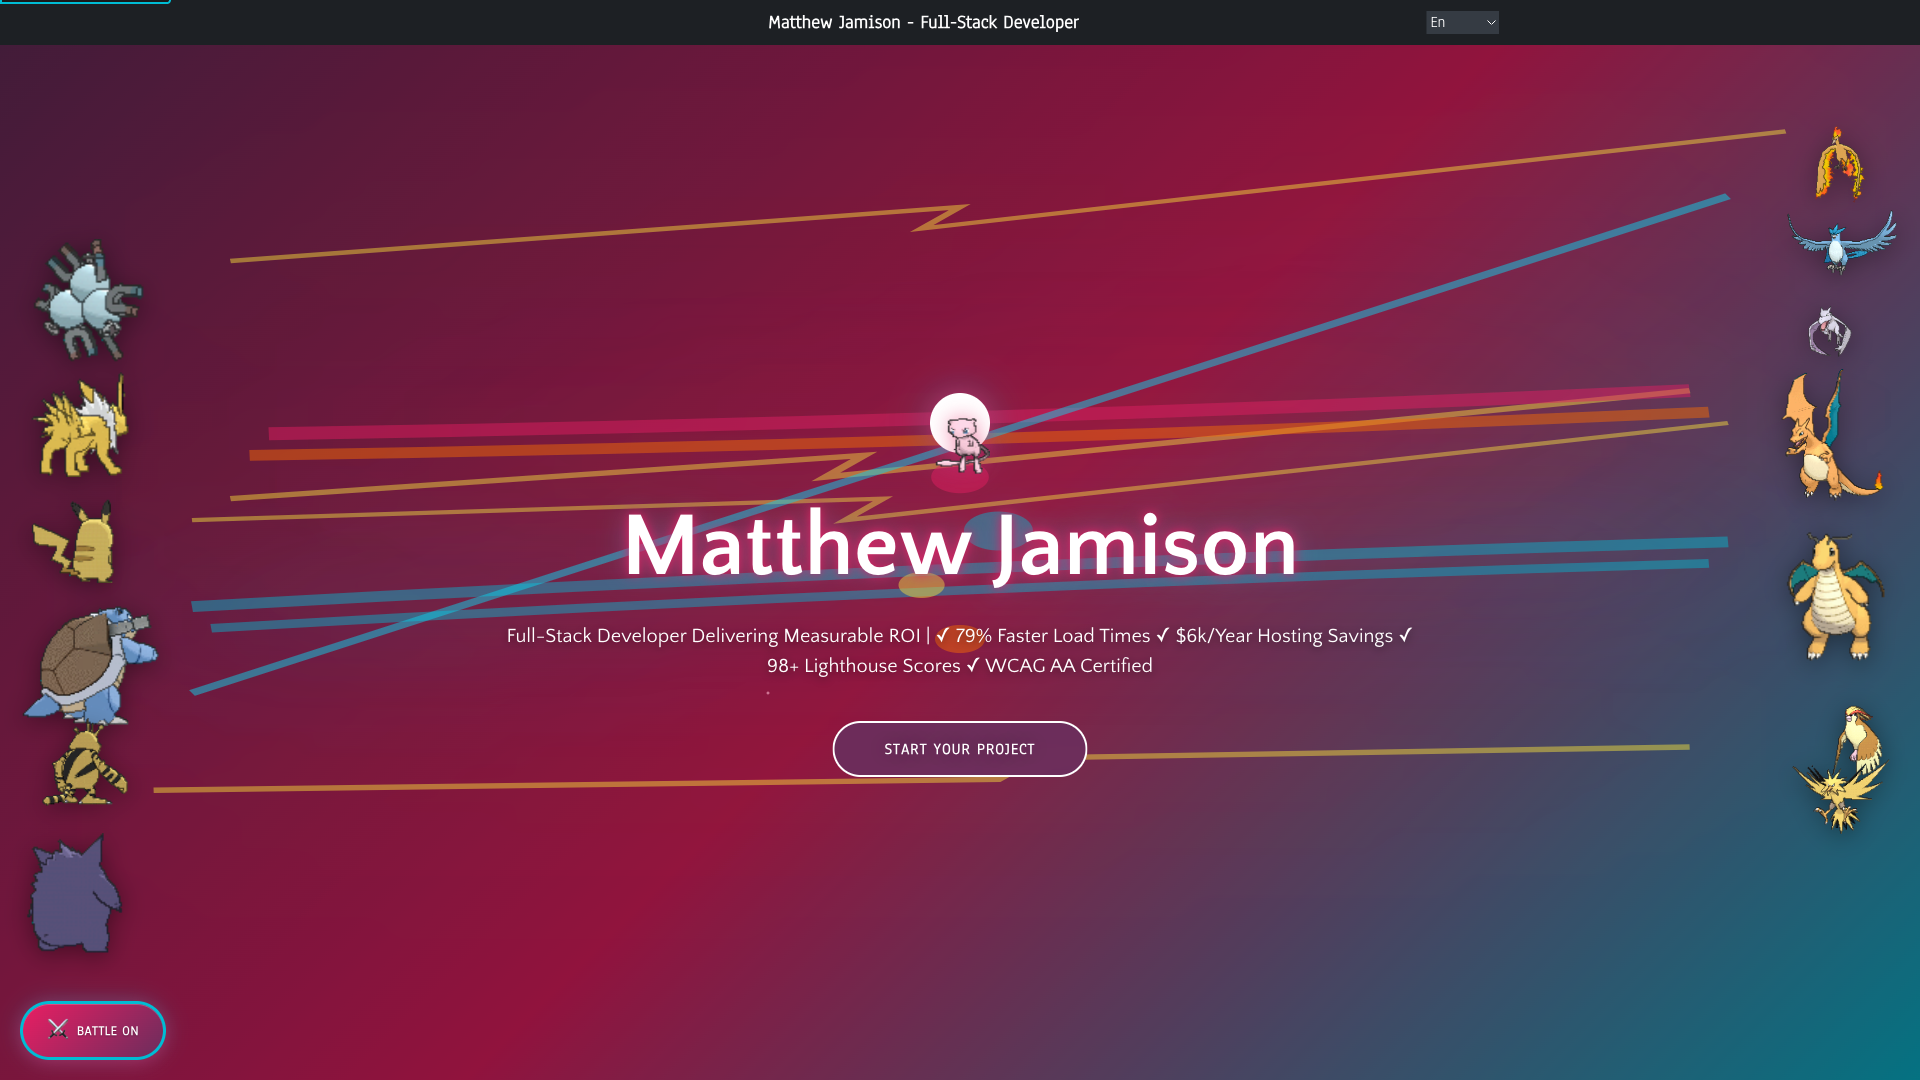 Matthew Jamison - Full-Stack Developer
En
Matthew Jamison
Full-Stack Developer Delivering Measurable ROI | ✓ 79% Faster Load Times ✓ $6k/Year Hosting Savings ✓
98+ Lighthouse Scores ✓ WCAG AA Certified
START YOUR PROJECT
BATTLE ON